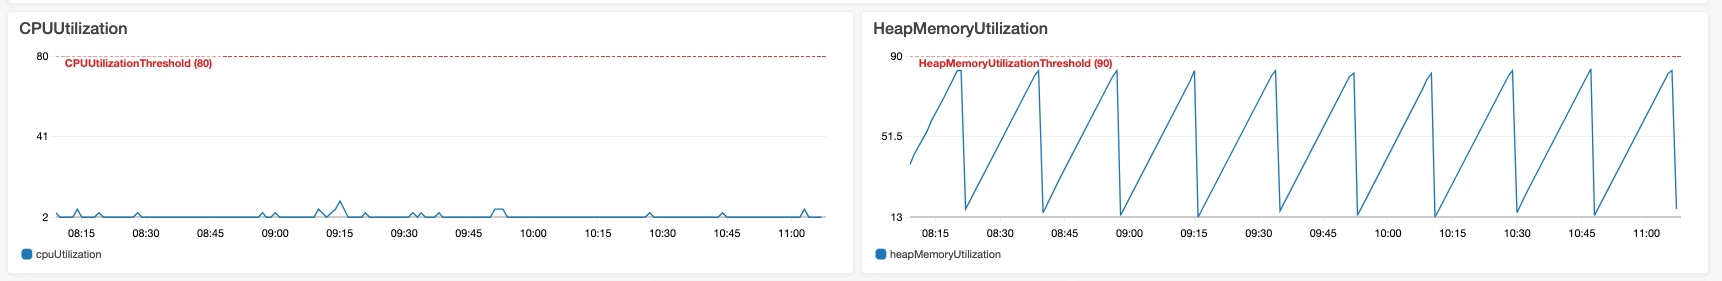 CPUUtilization
80
CPUUtilizationThreshold (80)
41
2
08:15 08:30 08:45 09:00 09:15 09:30 09:45 10:00 10:15 10:30 10:45 11:00
cpuUtilization
HeapMemoryUtilization
90
HeapMemoryUtilizationThreshold (90)
51.5
13
08:15 08:30 08:45 09:00 09:15 09:30 09:45 10:00 10:15 10:30 10:45 11:00
heapMemoryUtilization